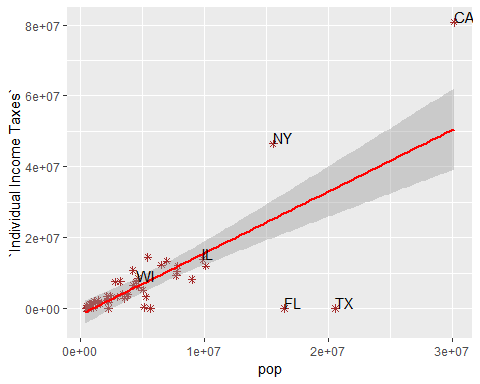 CA
8e+07
6e+07
NY
`Individual Income Taxes`
4e+07
2e+07
IL
WI
FL
TX
0e+00
0e+00
1e+07
2e+07
3e+07
pop